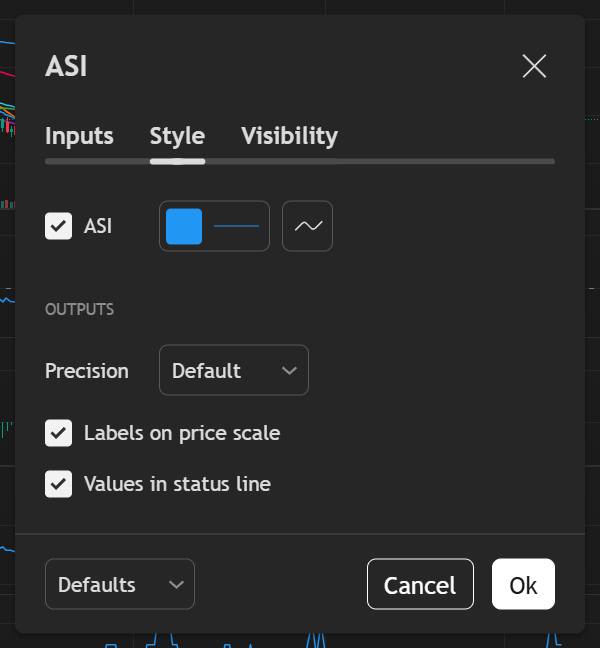 ASI
Inputs Style Visibility
ASI
OUTPUTS
Precision Default
Labels on price scale
Values in status line
Defaults Cancel Ok